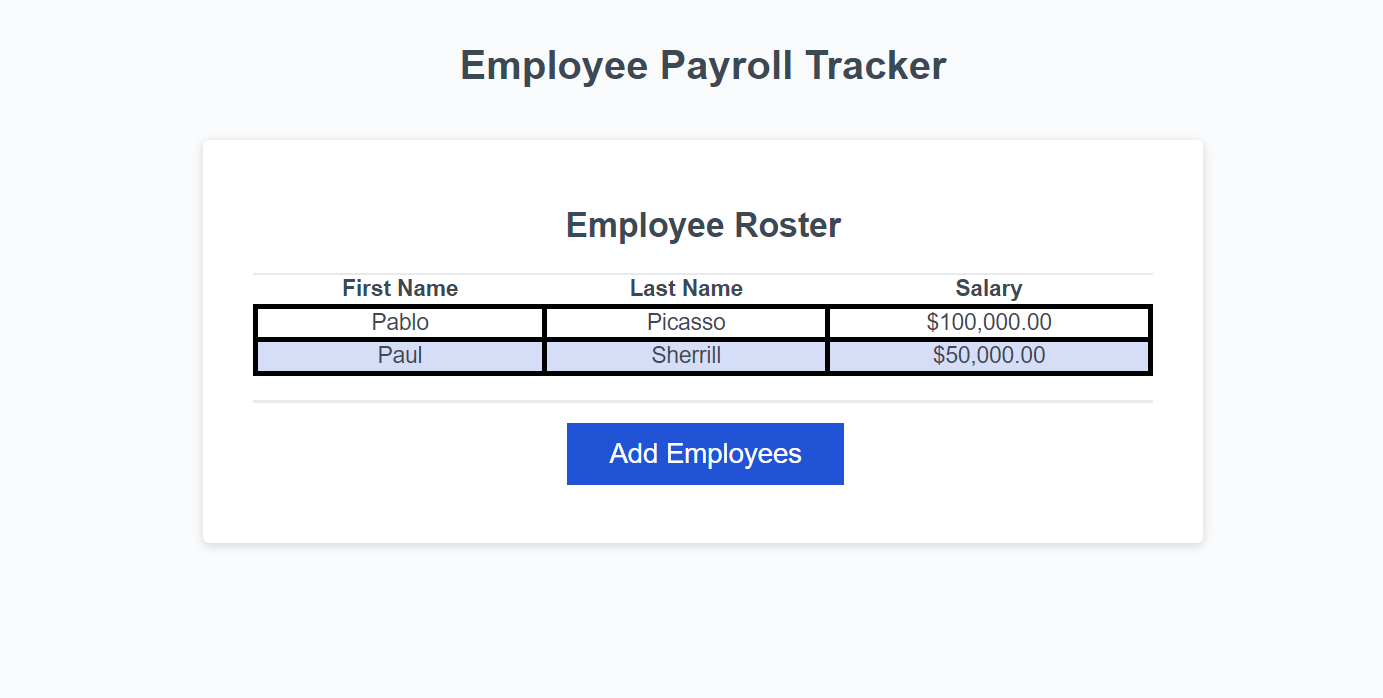 Employee Payroll Tracker
Employee Roster
First Name Last Name Salary
Pablo Picasso $100,000.00
Paul Sherrill $50,000.00
Add Employees